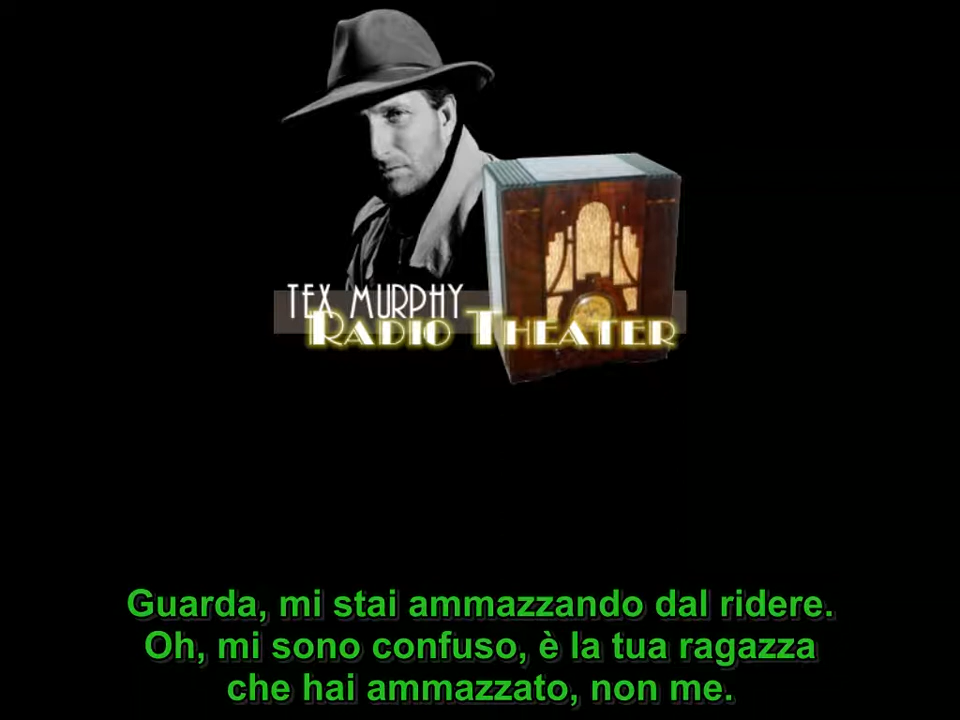 TEX MURPHY
RADIO THEATER
Guarda, mi stai ammazzando dal ridere.
Oh, mi sono confuso, è la tua ragazza
che hai ammazzato, non me.